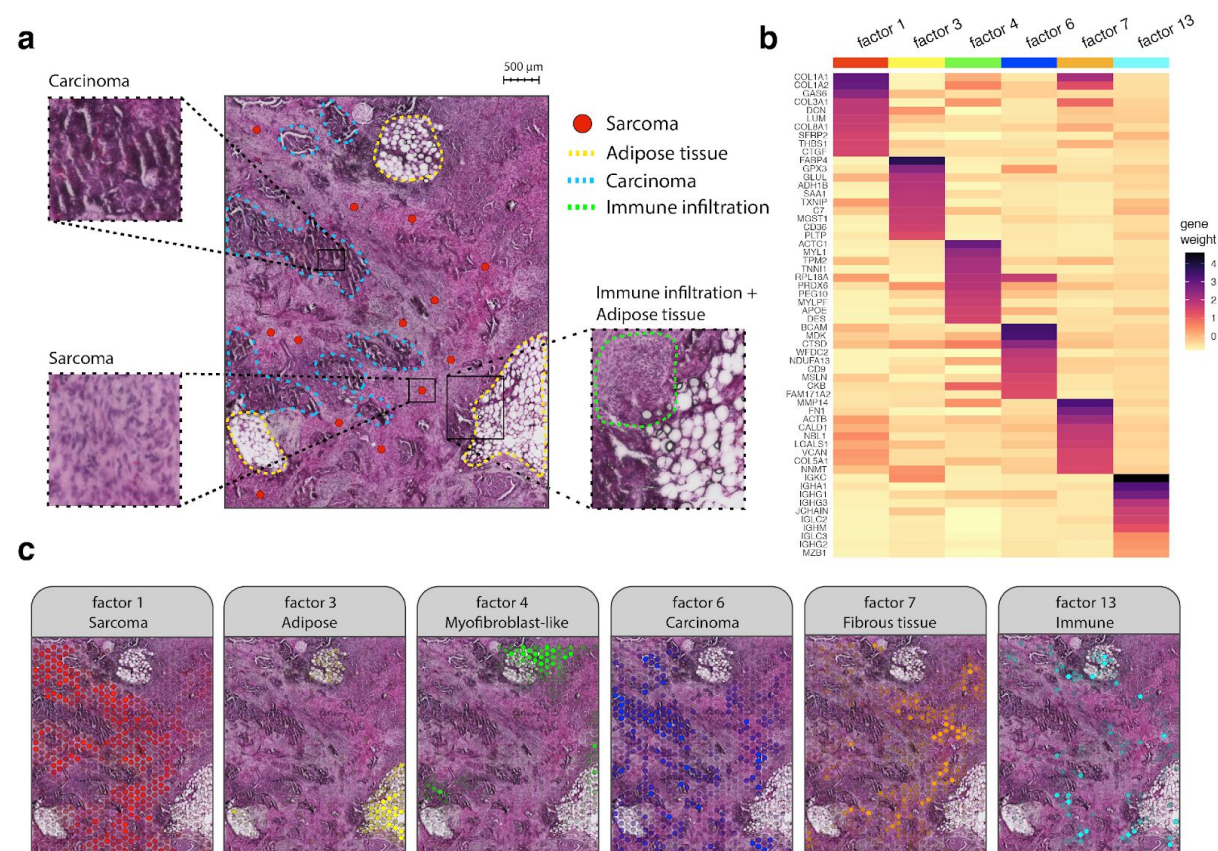 a
Carcinoma
500 µm
Sarcoma
Adipose tissue
Carcinoma
Immune infiltration
Immune infiltration +
Adipose tissue
Sarcoma
b
factor 1
factor 3
factor 4
factor 6
factor 7
factor 13
COL1A1
COL1A2
GAS6
COL3A1
DCN
LUM
COL8A1
SFRP2
THBS1
CTGF
FABP4
GPX3
GLUL
ADH1B
SAA1
TXNIP
C7
MGST1
CD36
PLTP
ACTC1
MYL1
TPM2
TNNI1
RPL18A
PRDX6
PEG10
MYLPF
APOE
DES
BCAM
MDK
CTSD
WFDC2
NDUFA13
CD9
MSLN
CKB
FAM171A2
MMP14
FN1
ACTB
CALD1
NBL1
LGALS1
VCAN
COL5A1
NNMT
IGKC
IGHA1
IGHG1
IGHG3
JCHAIN
IGLC2
IGHM
IGLC3
IGHG2
MZB1
gene
weight
4
3
2
1
0
c
factor 1
Sarcoma
factor 3
Adipose
factor 4
Myofibroblast-like
factor 6
Carcinoma
factor 7
Fibrous tissue
factor 13
Immune